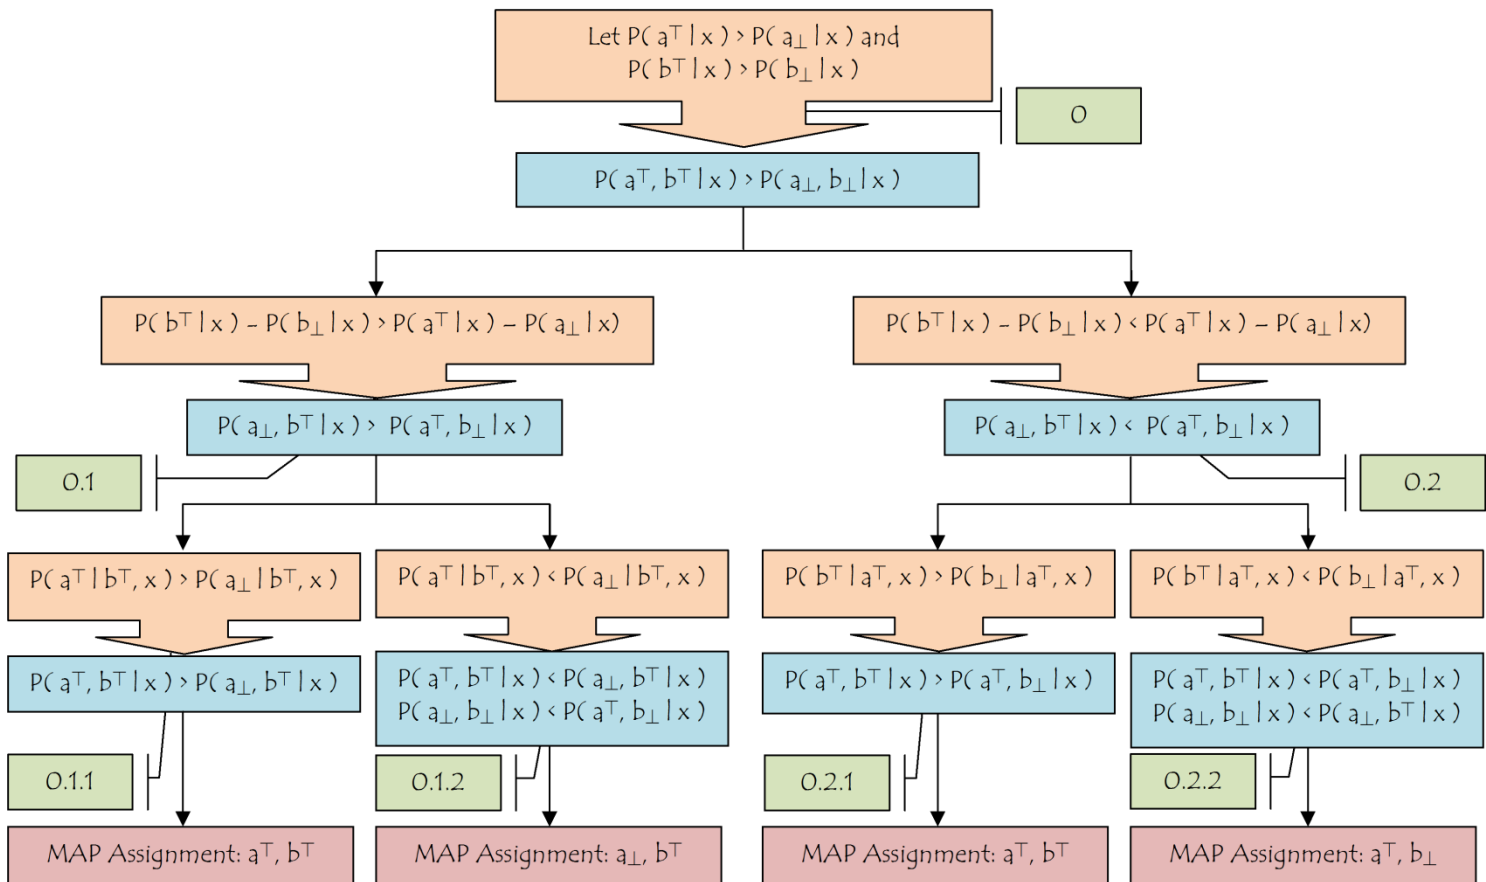 Let P(a⊤|x) > P(a⊥|x) and
P(b⊤|x) > P(b⊥|x)
0
P(a⊤, b⊤|x) > P(a⊥, b⊥|x)
P(b⊤|x) – P(b⊥|x) > P(a⊤|x) – P(a⊥|x)
P(b⊤|x) – P(b⊥|x) < P(a⊤|x) – P(a⊥|x)
P(a⊥, b⊤|x) > P(a⊤, b⊥|x)
P(a⊥, b⊤|x) < P(a⊤, b⊥|x)
0.1
0.2
P(a⊤|b⊤, x) > P(a⊥|b⊤, x)
P(a⊤|b⊤, x) < P(a⊥|b⊤, x)
P(b⊤|a⊤, x) > P(b⊥|a⊤, x)
P(b⊤|a⊤, x) < P(b⊥|a⊤, x)
P(a⊤, b⊤|x) > P(a⊥, b⊤|x)
P(a⊤, b⊤|x) < P(a⊥, b⊤|x)
P(a⊥, b⊥|x) < P(a⊤, b⊥|x)
P(a⊤, b⊤|x) > P(a⊤, b⊥|x)
P(a⊤, b⊤|x) < P(a⊤, b⊥|x)
P(a⊥, b⊥|x) < P(a⊥, b⊤|x)
0.1.1
0.1.2
0.2.1
0.2.2
MAP Assignment: a⊤, b⊤
MAP Assignment: a⊥, b⊤
MAP Assignment: a⊤, b⊤
MAP Assignment: a⊤, b⊥